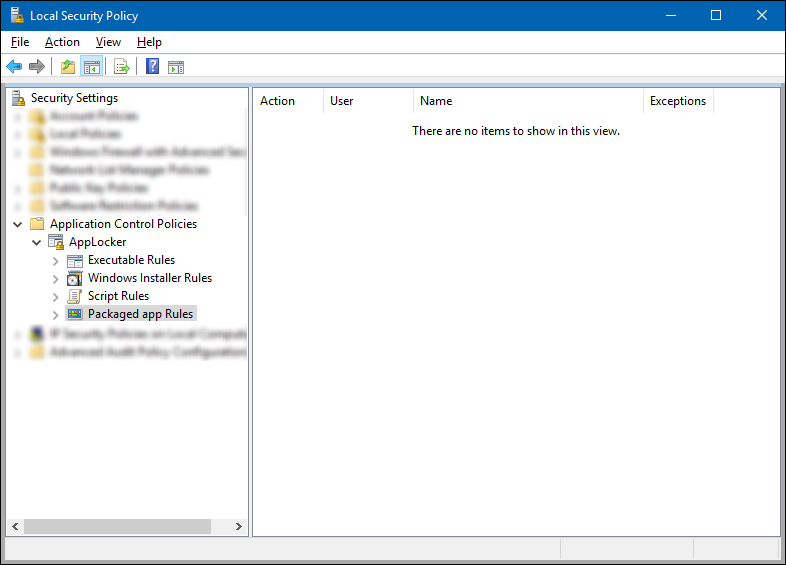 Local Security Policy
File Action View Help
Security Settings
Account Policies
Local Policies
Windows Firewall with Advanced Sec
Network List Manager Policies
Public Key Policies
Software Restriction Policies
Application Control Policies
AppLocker
Executable Rules
Windows Installer Rules
Script Rules
Packaged app Rules
IP Security Policies on Local Compute
Advanced Audit Policy Configuration
Action User Name Exceptions
There are no items to show in this view.